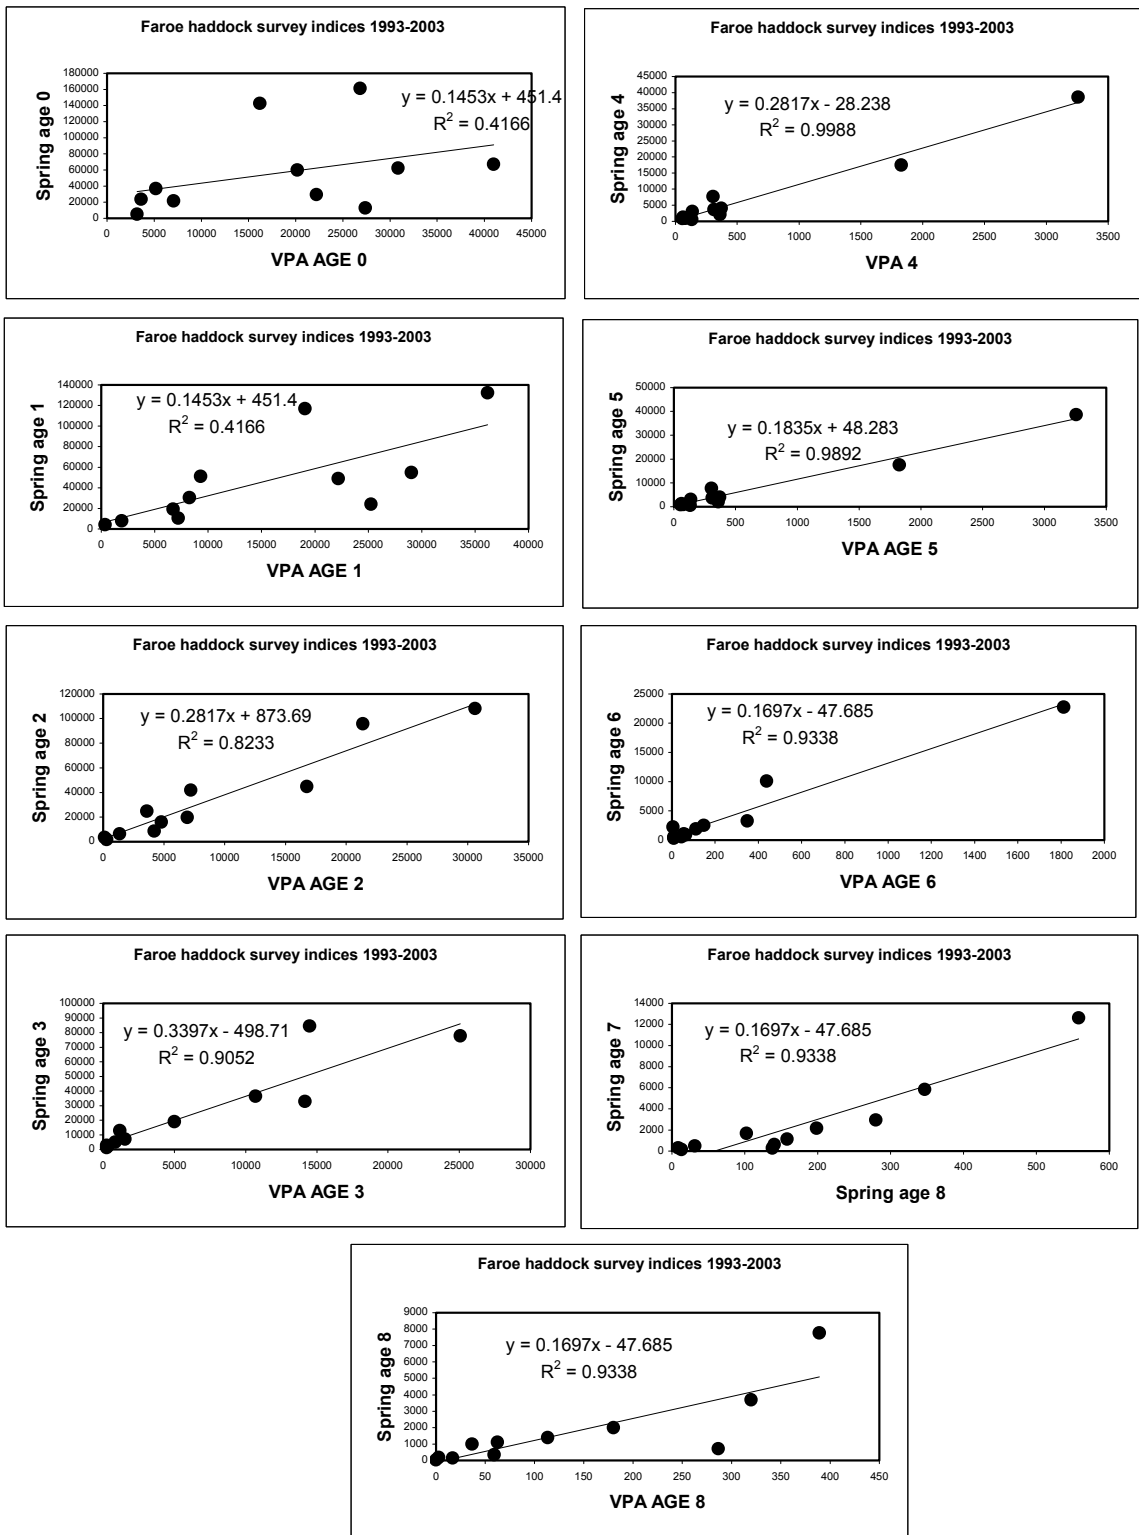 Faroe haddock survey indices 1993-2003
Spring age 0
180000
160000
140000
120000
100000
80000
60000
40000
20000
0
y = 0.1453x + 451.4
R² = 0.4166
0 5000 10000 15000 20000 25000 30000 35000 40000 45000
VPA AGE 0
Faroe haddock survey indices 1993-2003
Spring age 4
45000
40000
35000
30000
25000
20000
15000
10000
5000
0
y = 0.2817x - 28.238
R² = 0.9988
0 500 1000 1500 2000 2500 3000 3500
VPA 4
Faroe haddock survey indices 1993-2003
Spring age 1
140000
120000
100000
80000
60000
40000
20000
0
y = 0.1453x + 451.4
R² = 0.4166
0 5000 10000 15000 20000 25000 30000 35000 40000
VPA AGE 1
Faroe haddock survey indices 1993-2003
Spring age 5
50000
40000
30000
20000
10000
0
y = 0.1835x + 48.283
R² = 0.9892
0 500 1000 1500 2000 2500 3000 3500
VPA AGE 5
Faroe haddock survey indices 1993-2003
Spring age 2
120000
100000
80000
60000
40000
20000
0
y = 0.2817x + 873.69
R² = 0.8233
0 5000 10000 15000 20000 25000 30000 35000
VPA AGE 2
Faroe haddock survey indices 1993-2003
Spring age 6
25000
20000
15000
10000
5000
0
y = 0.1697x - 47.685
R² = 0.9338
0 200 400 600 800 1000 1200 1400 1600 1800 2000
VPA AGE 6
Faroe haddock survey indices 1993-2003
Spring age 3
100000
90000
80000
70000
60000
50000
40000
30000
20000
10000
0
y = 0.3397x - 498.71
R² = 0.9052
0 5000 10000 15000 20000 25000 30000
VPA AGE 3
Faroe haddock survey indices 1993-2003
Spring age 7
14000
12000
10000
8000
6000
4000
2000
0
y = 0.1697x - 47.685
R² = 0.9338
0 100 200 300 400 500 600
Spring age 8
Faroe haddock survey indices 1993-2003
Spring age 8
9000
8000
7000
6000
5000
4000
3000
2000
1000
0
y = 0.1697x - 47.685
R² = 0.9338
0 50 100 150 200 250 300 350 400 450
VPA AGE 8